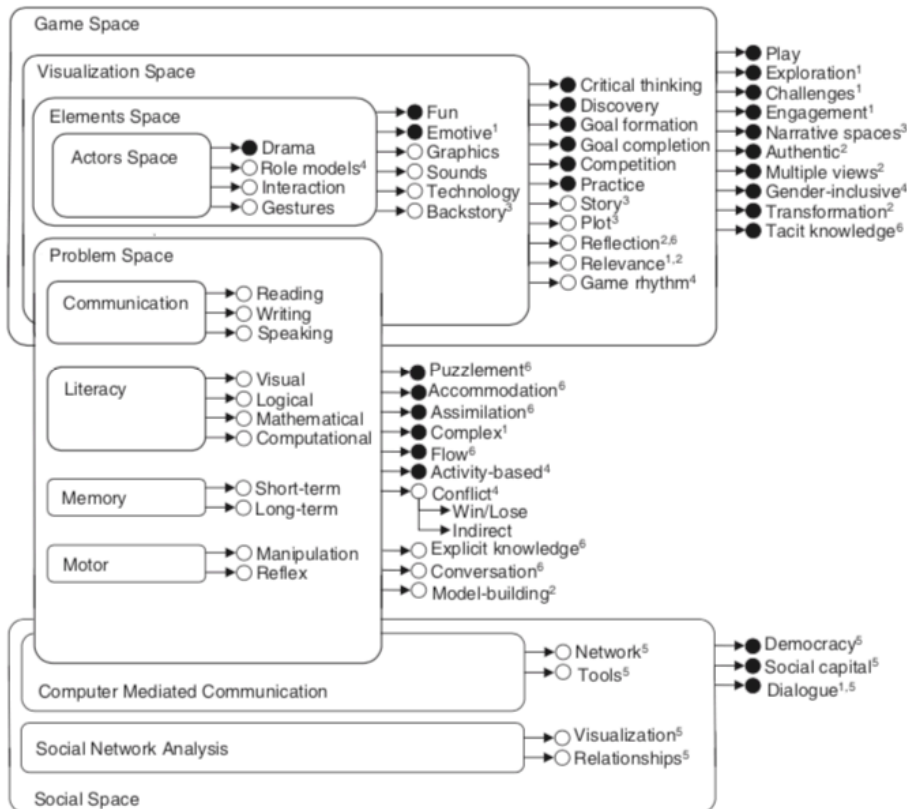 Game Space
Visualization Space
Elements Space
Actors Space
Drama
Role models⁴
Interaction
Gestures
Fun
Emotive¹
Graphics
Sounds
Technology
Backstory³
Critical thinking
Discovery
Goal formation
Goal completion
Competition
Practice
Story³
Plot³
Reflection²,⁶
Relevance¹,²
Game rhythm⁴
Play
Exploration¹
Challenges¹
Engagement¹
Narrative spaces³
Authentic²
Multiple views²
Gender-inclusive⁴
Transformation²
Tacit knowledge⁶
Problem Space
Communication
Reading
Writing
Speaking
Literacy
Visual
Logical
Mathematical
Computational
Memory
Short-term
Long-term
Motor
Manipulation
Reflex
Puzzlement⁶
Accommodation⁶
Assimilation⁶
Complex¹
Flow⁶
Activity-based⁴
Conflict⁴
Win/Lose
Indirect
Explicit knowledge⁶
Conversation⁶
Model-building²
Computer Mediated Communication
Network⁵
Tools⁵
Social Network Analysis
Visualization⁵
Relationships⁵
Social Space
Democracy⁵
Social capital⁵
Dialogue¹,⁵